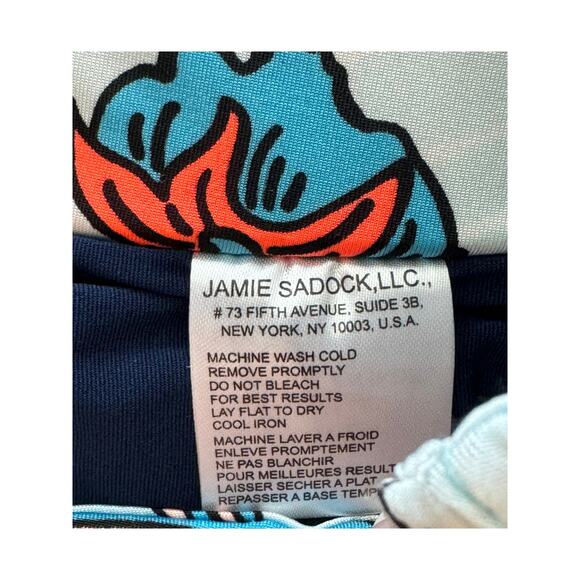 JAMIE SADOCK,LLC.,
# 73 FIFTH AVENUE, SUIDE 3B,
NEW YORK, NY 10003, U.S.A.
MACHINE WASH COLD
REMOVE PROMPTLY
DO NOT BLEACH
FOR BEST RESULTS
LAY FLAT TO DRY
COOL IRON
MACHINE LAVER A FROID
ENLEVE PROMPTEMENT
NE PAS BLANCHIR
POUR MEILLEURES RESULT
LAISSER SECHER A PLAT
REPASSER A BASE TEMP